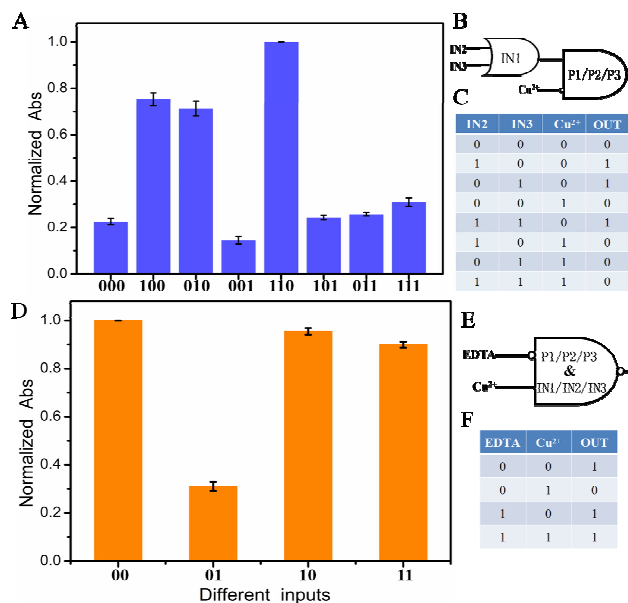 A
Normalized Abs
1.0
0.8
0.6
0.4
0.2
0.0
000 100 010 001 110 101 011 111
B
IN2
IN3
IN1
Cu²⁺
P1/P2/P3
C
IN2 IN3 Cu²⁺ OUT
0 0 0 0
1 0 0 1
0 1 0 1
0 0 1 0
1 1 0 1
1 0 1 0
0 1 1 0
1 1 1 0
D
Normalized Abs
1.0
0.8
0.6
0.4
0.2
0.0
00 01 10 11
Different inputs
E
EDTA
Cu²⁺
P1/P2/P3
&
IN1/IN2/IN3
F
EDTA Cu²⁺ OUT
0 0 1
0 1 0
1 0 1
1 1 1